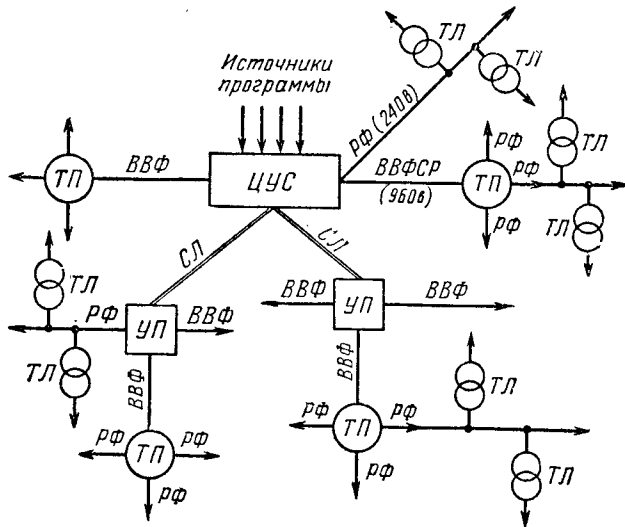 ТЛ
ТЛ
Источники
программы
РФ (240в)
ТЛ
РФ
ВВФ
ЦУС
ВВФСР
(960в)
ТП
РФ
ТП
РФ
ТЛ
СЛ
СЛ
ТЛ
РФ
УП
ВВФ
ВВФ
УП
ВВФ
ТЛ
ВВФ
ВВФ
ТЛ
РФ
ТП
РФ
РФ
ТП
РФ
РФ
РФ
ТЛ